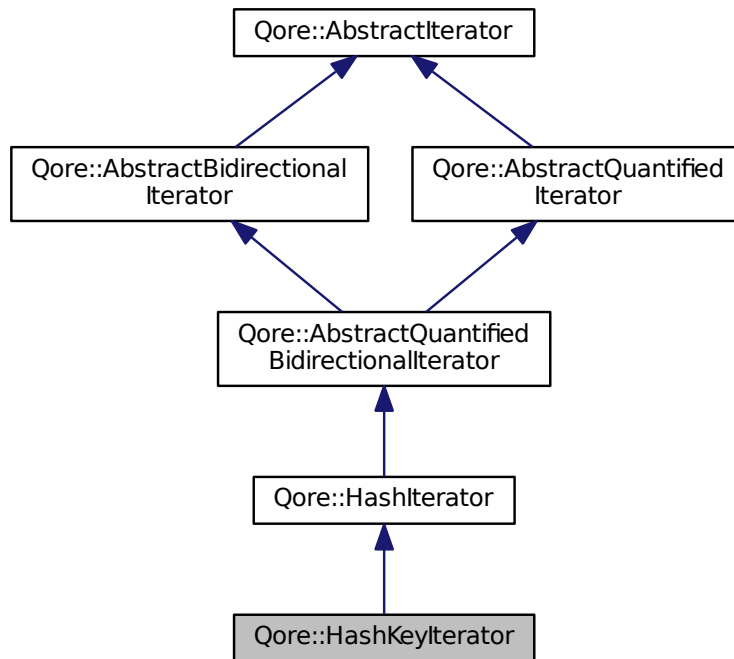 Qore::AbstractIterator
Qore::AbstractBidirectional
Iterator
Qore::AbstractQuantified
Iterator
Qore::AbstractQuantified
BidirectionalIterator
Qore::HashIterator
Qore::HashKeyIterator